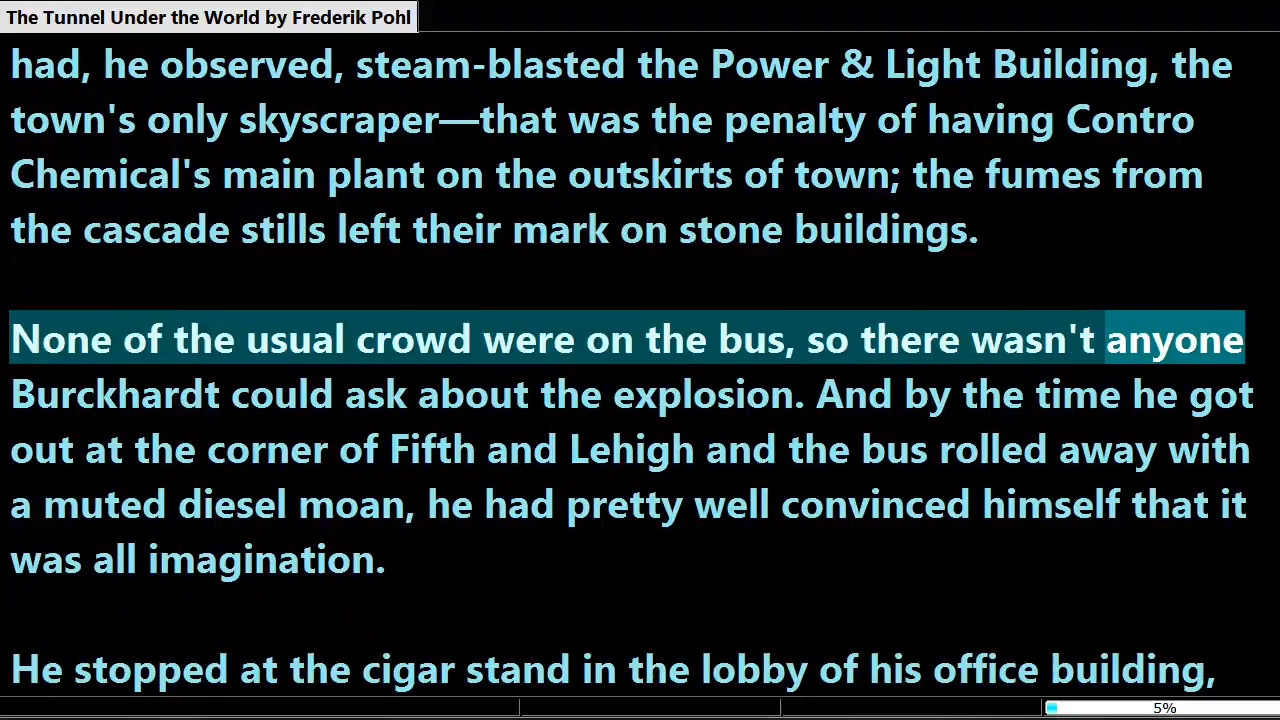 The Tunnel Under the World by Frederik Pohl
had, he observed, steam-blasted the Power & Light Building, the
town's only skyscraper—that was the penalty of having Contro
Chemical's main plant on the outskirts of town; the fumes from
the cascade stills left their mark on stone buildings.
None of the usual crowd were on the bus, so there wasn't anyone
Burckhardt could ask about the explosion. And by the time he got
out at the corner of Fifth and Lehigh and the bus rolled away with
a muted diesel moan, he had pretty well convinced himself that it
was all imagination.
He stopped at the cigar stand in the lobby of his office building,
5%